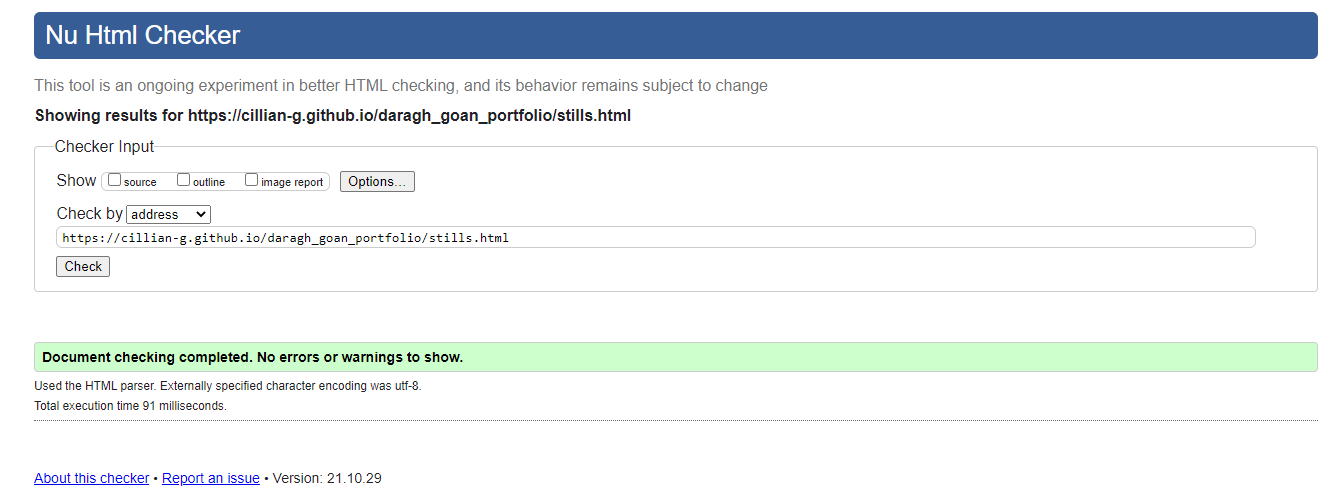 Nu Html Checker
This tool is an ongoing experiment in better HTML checking, and its behavior remains subject to change
Showing results for https://cillian-g.github.io/daragh_goan_portfolio/stills.html
Checker Input
Show source outline image report Options...
Check by address
https://cillian-g.github.io/daragh_goan_portfolio/stills.html
Check
Document checking completed. No errors or warnings to show.
Used the HTML parser. Externally specified character encoding was utf-8.
Total execution time 91 milliseconds.
About this checker • Report an issue • Version: 21.10.29